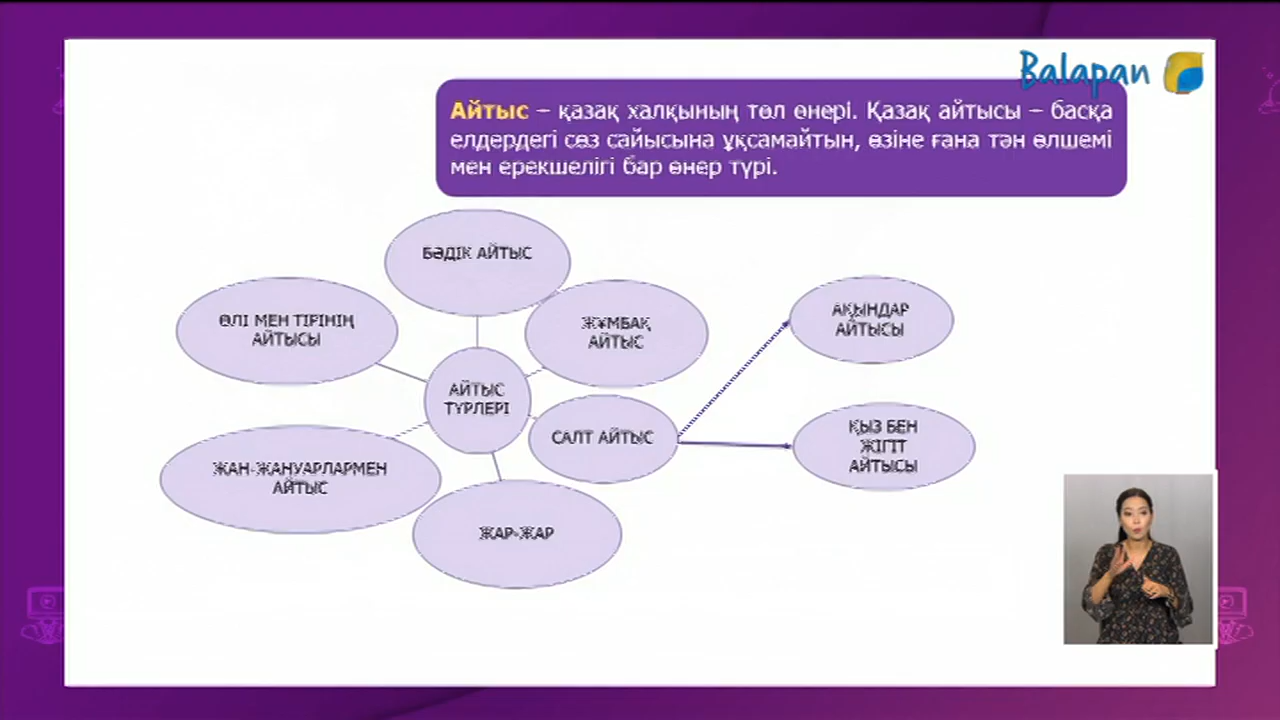 Balapan
Айтыс – қазақ халқының төл өнері. Қазақ айтысы – басқа
елдердегі сөз сайысына ұқсамайтын, өзіне ғана тән өлшемі
мен ерекшелігі бар өнер түрі.
БӘДІК АЙТЫС
ӨЛІ МЕН ТІРІНІҢ
АЙТЫСЫ
ЖҰМБАҚ
АЙТЫС
АҚЫНДАР
АЙТЫСЫ
АЙТЫС
ТҮРЛЕРІ
САЛТ АЙТЫС
ҚЫЗ БЕН
ЖІГІТ
АЙТЫСЫ
ЖАН-ЖАНУАРЛАРМЕН
АЙТЫС
ЖАР-ЖАР